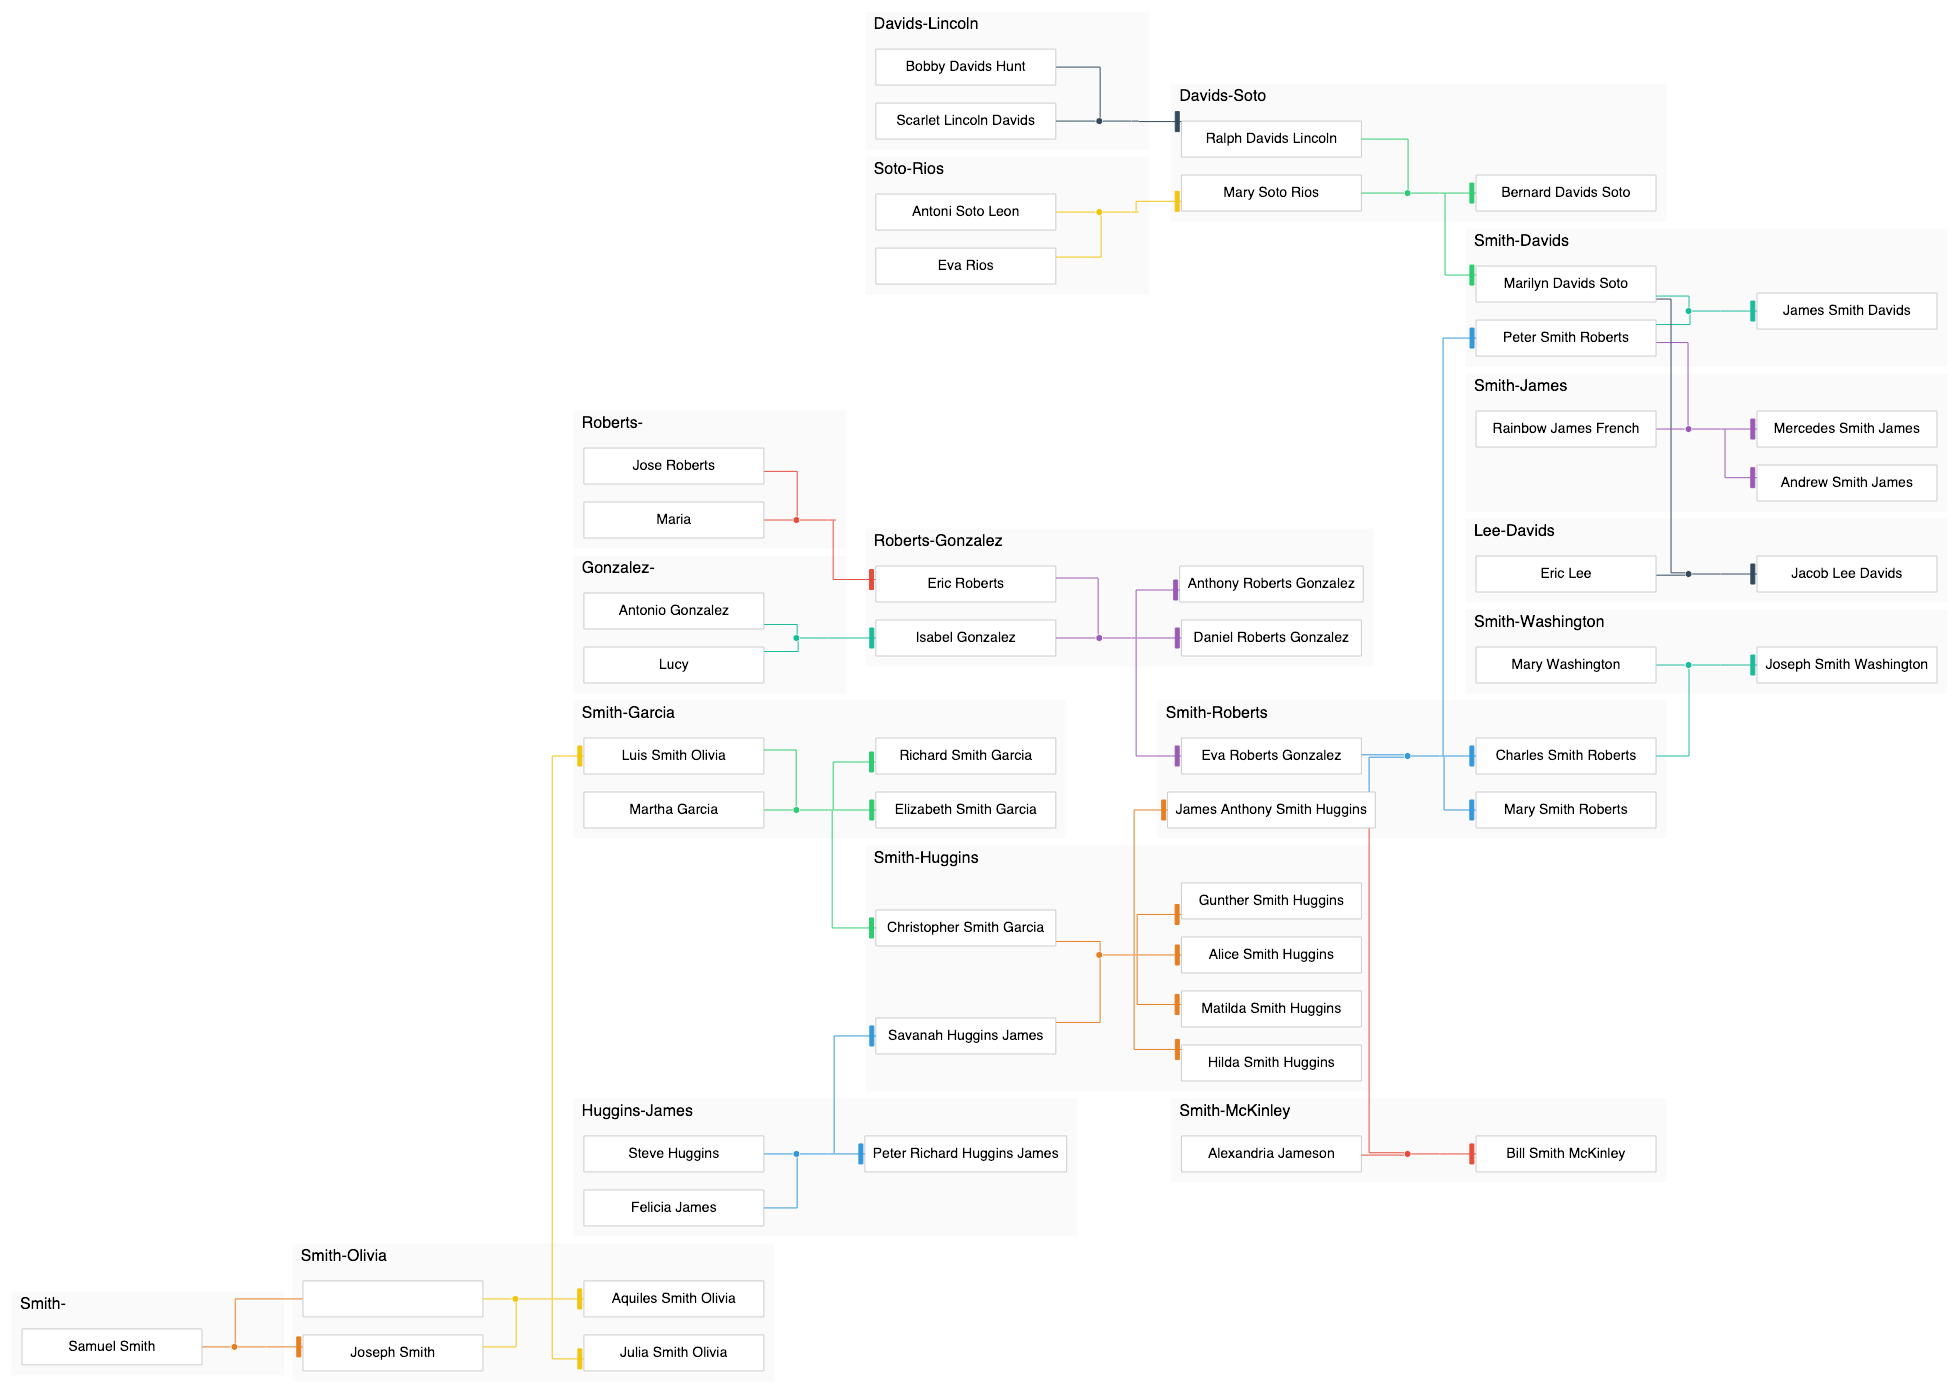 Davids-Lincoln
Bobby Davids Hunt
Scarlet Lincoln Davids
Davids-Soto
Ralph Davids Lincoln
Mary Soto Rios
Bernard Davids Soto
Soto-Rios
Antoni Soto Leon
Eva Rios
Smith-Davids
Marilyn Davids Soto
James Smith Davids
Peter Smith Roberts
Smith-James
Rainbow James French
Mercedes Smith James
Andrew Smith James
Roberts-
Jose Roberts
Maria
Lee-Davids
Eric Lee
Jacob Lee Davids
Roberts-Gonzalez
Eric Roberts
Anthony Roberts Gonzalez
Isabel Gonzalez
Daniel Roberts Gonzalez
Gonzalez-
Antonio Gonzalez
Lucy
Smith-Washington
Mary Washington
Joseph Smith Washington
Smith-Garcia
Luis Smith Olivia
Richard Smith Garcia
Martha Garcia
Elizabeth Smith Garcia
Smith-Roberts
Eva Roberts Gonzalez
Charles Smith Roberts
James Anthony Smith Huggins
Mary Smith Roberts
Smith-Huggins
Christopher Smith Garcia
Gunther Smith Huggins
Alice Smith Huggins
Matilda Smith Huggins
Savanah Huggins James
Hilda Smith Huggins
Huggins-James
Steve Huggins
Peter Richard Huggins James
Felicia James
Smith-McKinley
Alexandria Jameson
Bill Smith McKinley
Smith-Olivia
Aquiles Smith Olivia
Joseph Smith
Julia Smith Olivia
Smith-
Samuel Smith